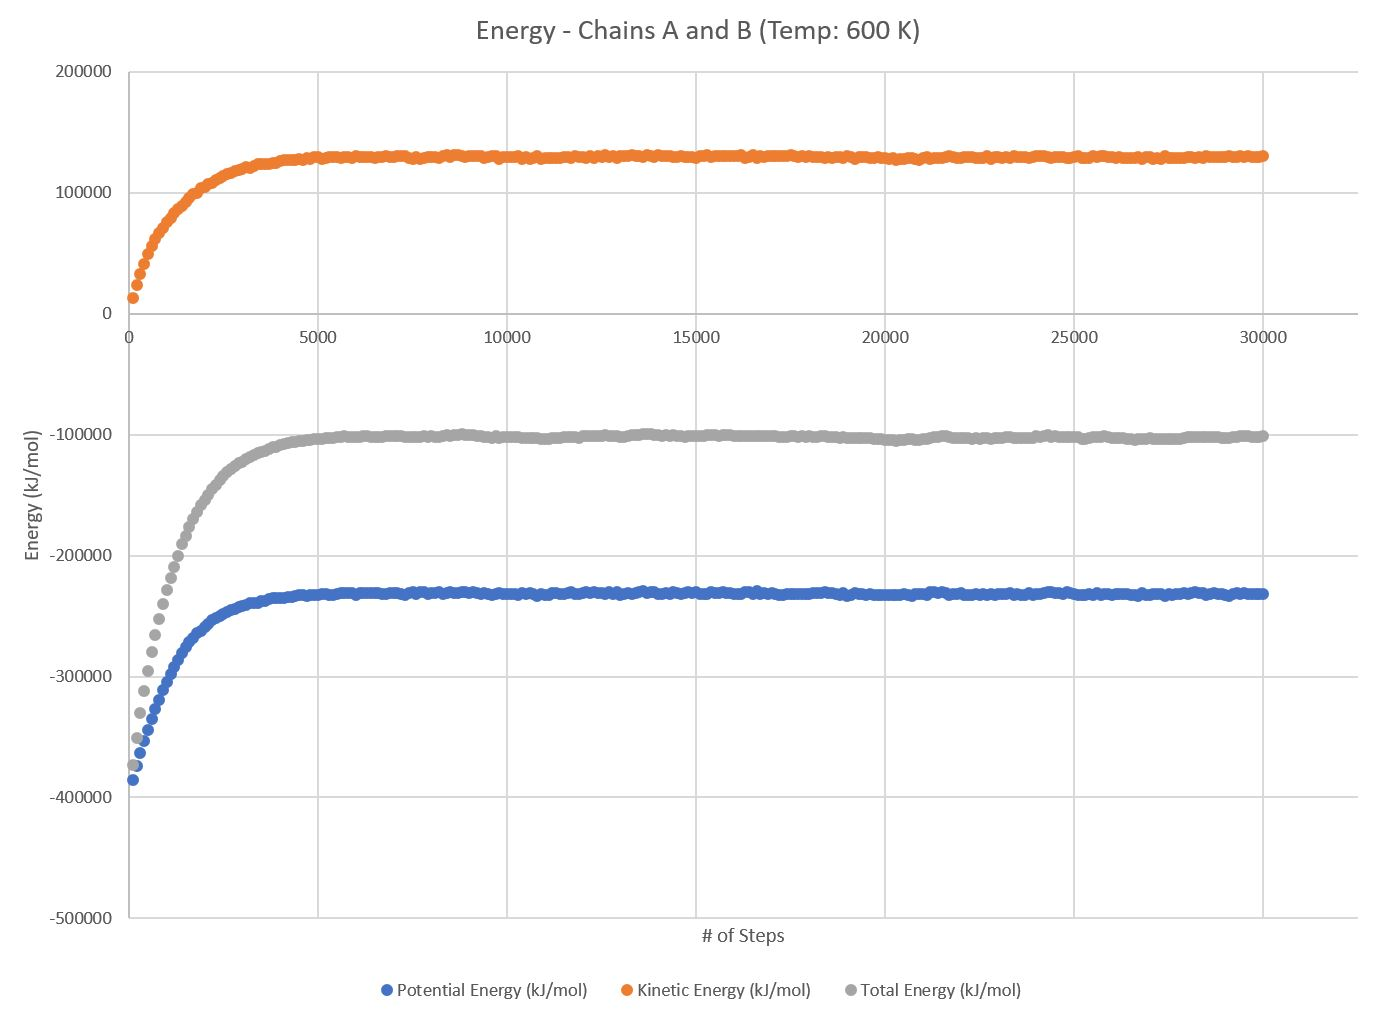 Energy - Chains A and B (Temp: 600 K)
200000
100000
0
0 5000 10000 15000 20000 25000 30000
-100000
-200000
-300000
-400000
-500000
Energy (kJ/mol)
# of Steps
Potential Energy (kJ/mol) Kinetic Energy (kJ/mol) Total Energy (kJ/mol)